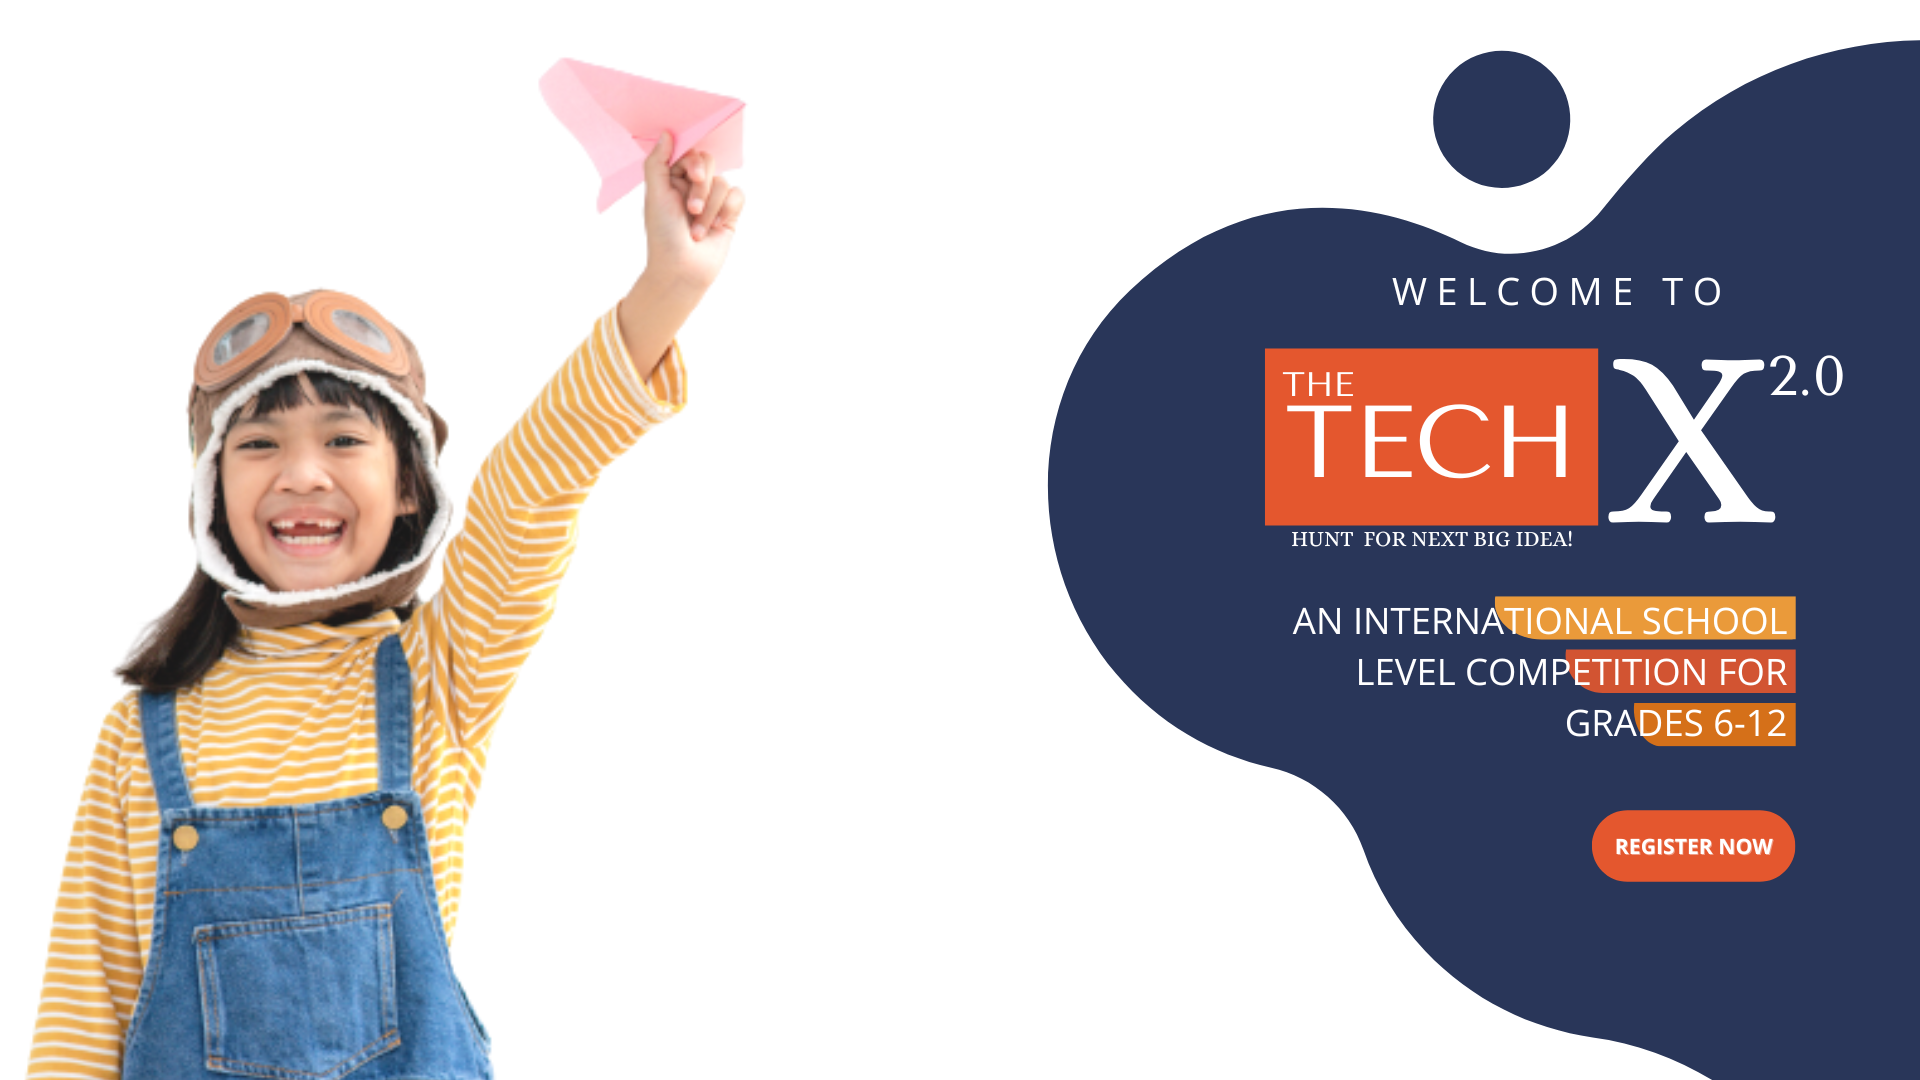 WELCOME TO
THE
TECH X 2.0
HUNT FOR NEXT BIG IDEA!
AN INTERNATIONAL SCHOOL
LEVEL COMPETITION FOR
GRADES 6-12
REGISTER NOW